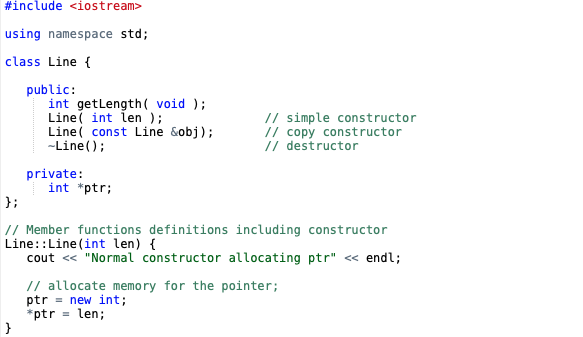 #include <iostream>
using namespace std;
class Line {
public:
int getLength( void );
Line( int len ); // simple constructor
Line( const Line &obj); // copy constructor
~Line(); // destructor
private:
int *ptr;
};
// Member functions definitions including constructor
Line::Line(int len) {
cout << "Normal constructor allocating ptr" << endl;
// allocate memory for the pointer;
ptr = new int;
*ptr = len;
}